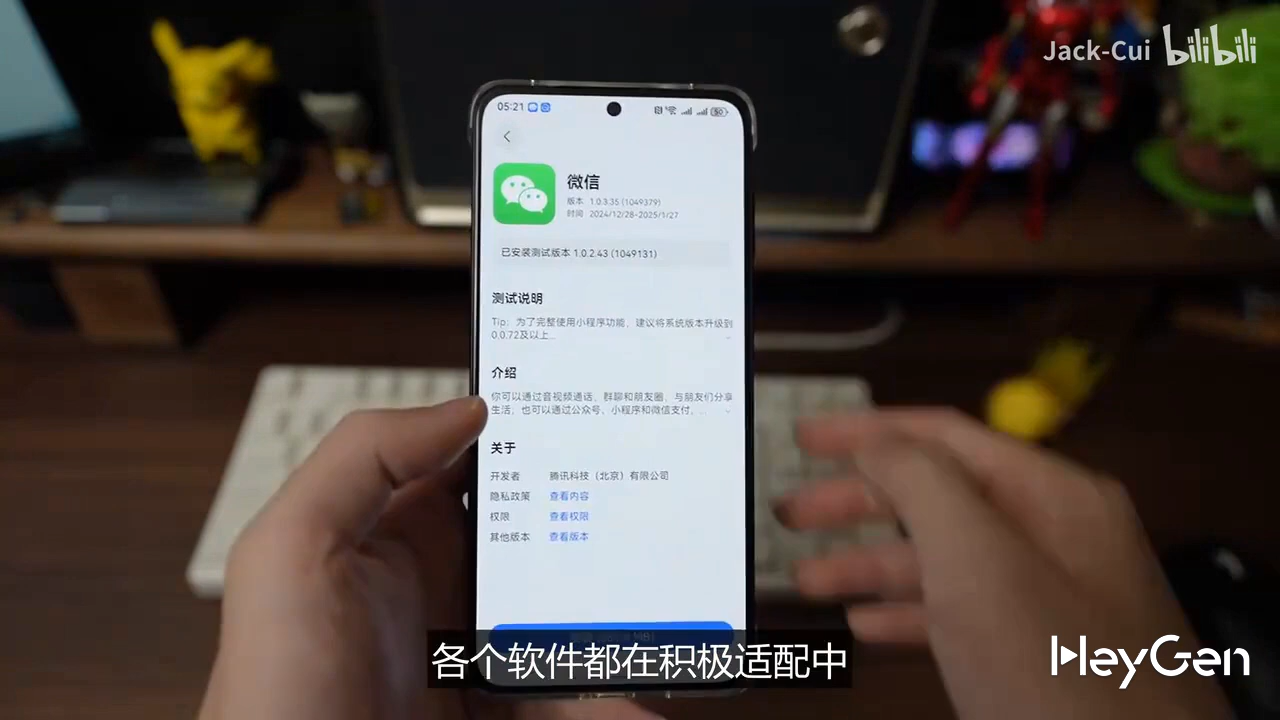 Jack-Cui bilibili
05:21
50
微信
版本 1.0.3.35 (1049379)
时间 2024/12/28-2025/1/27
已安装测试版本 1.0.2.43 (1049131)
测试说明
Tip: 为了完整使用小程序功能，建议将系统版本升级到
0.0.72及以上...
介绍
你可以通过音视频通话、群聊和朋友圈，与朋友们分享
生活；也可以通过公众号、小程序和微信支付，...
关于
开发者 腾讯科技（北京）有限公司
隐私政策 查看内容
权限 查看权限
其他版本 查看版本
各个软件都在积极适配中
HeyGen